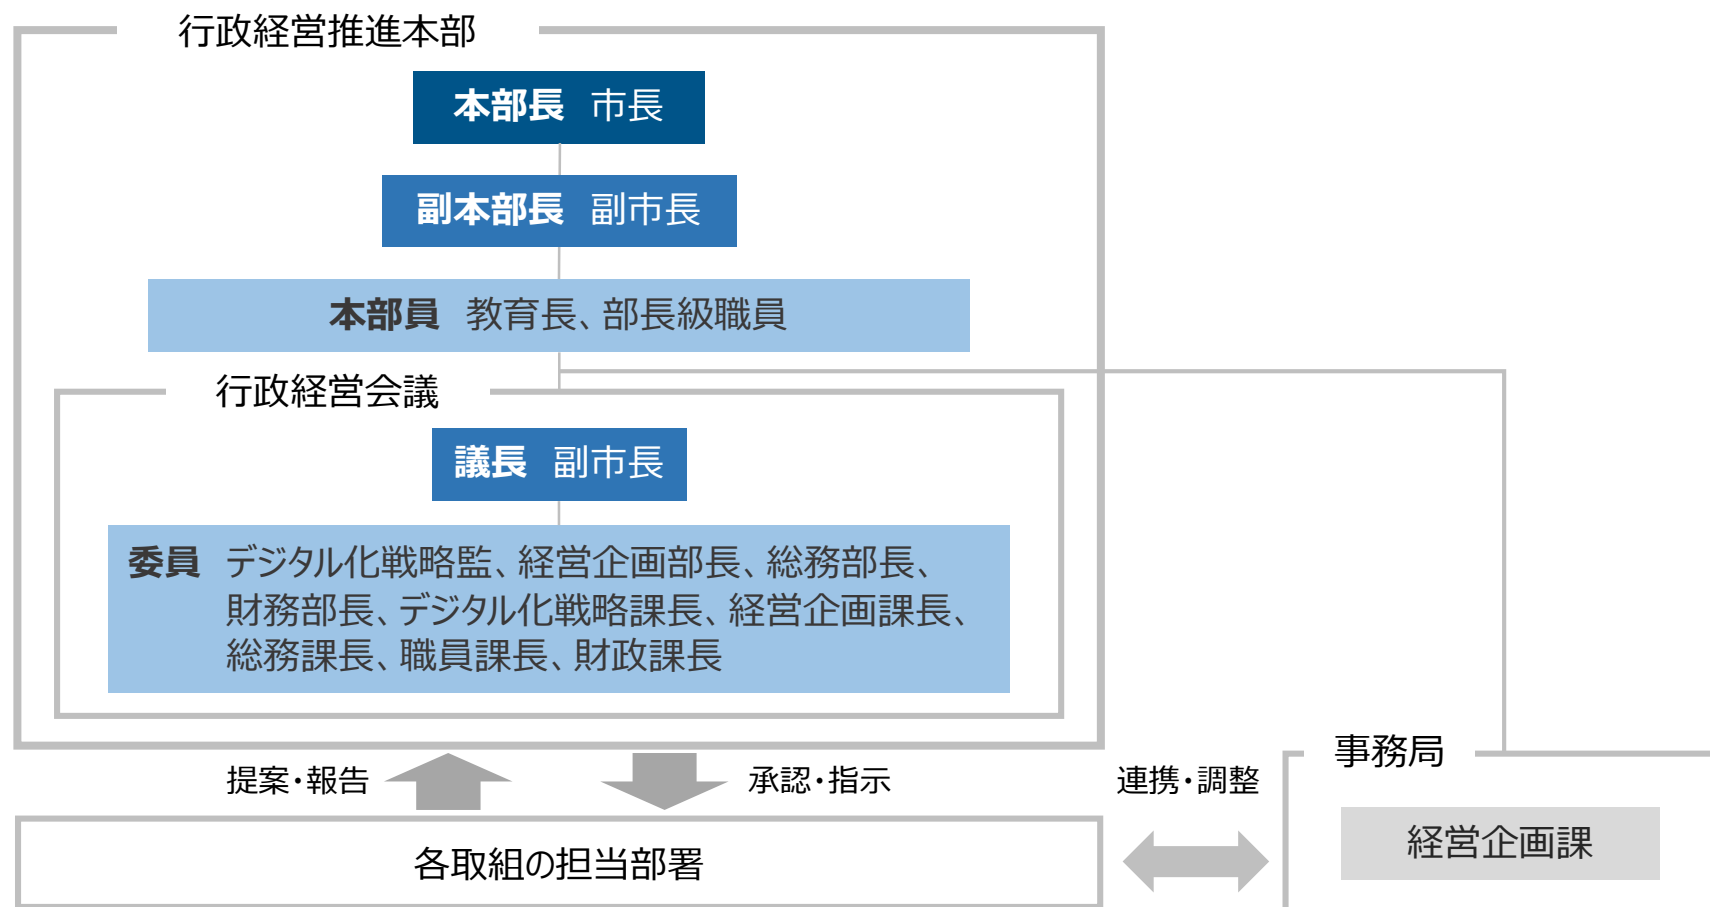 行政経営推進本部
本部長 市長
副本部長 副市長
本部員 教育長、部長級職員
行政経営会議
議長 副市長
委員 デジタル化戦略監、経営企画部長、総務部長、
財務部長、デジタル化戦略課長、経営企画課長、
総務課長、職員課長、財政課長
提案・報告
承認・指示
連携・調整
事務局
経営企画課
各取組の担当部署